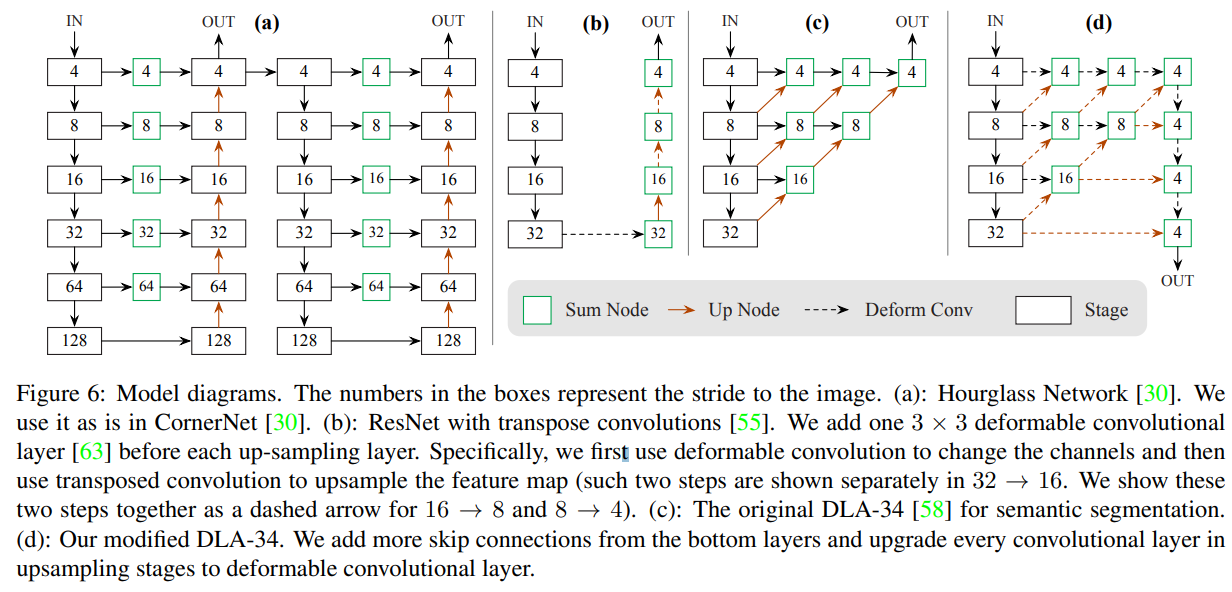 IN OUT (a) OUT IN (b) OUT IN (c) OUT IN (d)
4 4 4 4 4 4 4 4 4 4 4 4 4 4 4 4
8 8 8 8 8 8 8 8 8 8 8 8 8 8 4
16 16 16 16 16 16 16 16 16 16 16 16 4
32 32 32 32 32 32 32 32 32 32 4
64 64 64 64 64 64 OUT
128 128 128 128
Sum Node Up Node Deform Conv Stage
Figure 6: Model diagrams. The numbers in the boxes represent the stride to the image. (a): Hourglass Network [30]. We
use it as is in CornerNet [30]. (b): ResNet with transpose convolutions [55]. We add one 3 × 3 deformable convolutional
layer [63] before each up-sampling layer. Specifically, we first use deformable convolution to change the channels and then
use transposed convolution to upsample the feature map (such two steps are shown separately in 32 → 16. We show these
two steps together as a dashed arrow for 16 → 8 and 8 → 4). (c): The original DLA-34 [58] for semantic segmentation.
(d): Our modified DLA-34. We add more skip connections from the bottom layers and upgrade every convolutional layer in
upsampling stages to deformable convolutional layer.